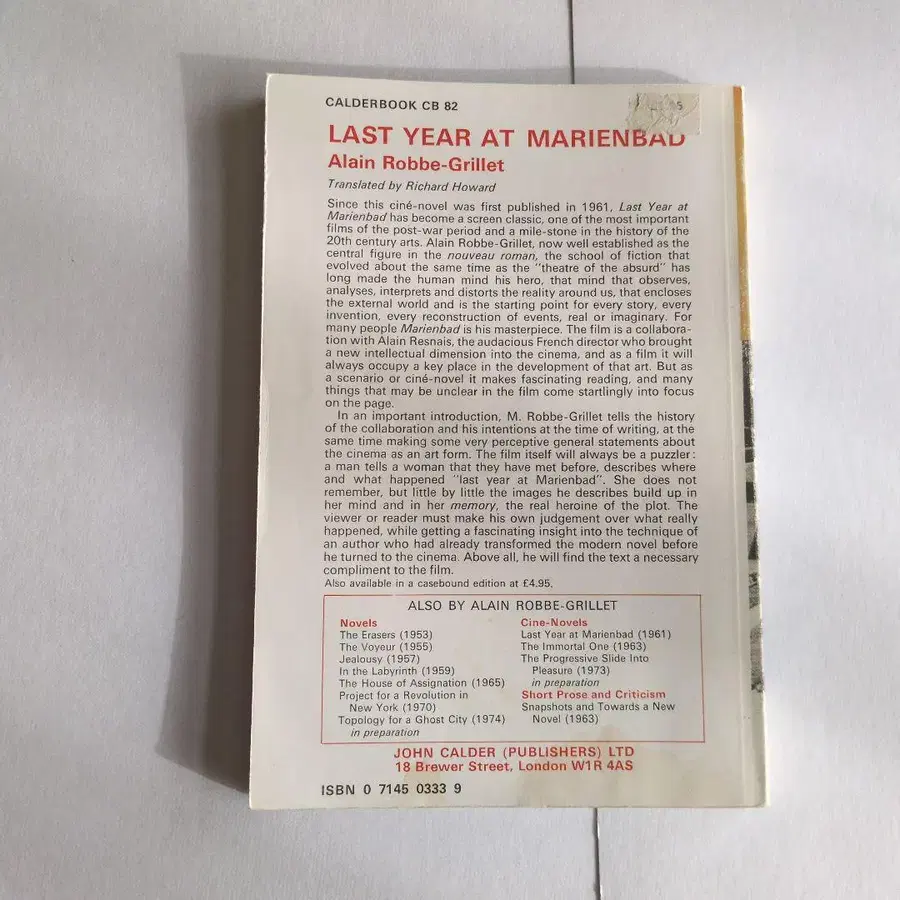 CALDERBOOK CB 82
LAST YEAR AT MARIENBAD
Alain Robbe-Grillet
Translated by Richard Howard
Since this ciné-novel was first published in 1961, Last Year at
Marienbad has become a screen classic, one of the most important
films of the post-war period and a mile-stone in the history of the
20th century arts. Alain Robbe-Grillet, now well established as the
central figure in the nouveau roman, the school of fiction that
evolved about the same time as the "theatre of the absurd" has
long made the human mind his hero, that mind that observes,
analyses, interprets and distorts the reality around us, that encloses
the external world and is the starting point for every story, every
invention, every reconstruction of events, real or imaginary. For
many people Marienbad is his masterpiece. The film is a collabora-
tion with Alain Resnais, the audacious French director who brought
a new intellectual dimension into the cinema, and as a film it will
always occupy a key place in the development of that art. But as
a scenario or ciné-novel it makes fascinating reading, and many
things that may be unclear in the film come startlingly into focus
on the page.
In an important introduction, M. Robbe-Grillet tells the history
of the collaboration and his intentions at the time of writing, at the
same time making some very perceptive general statements about
the cinema as an art form. The film itself will always be a puzzler:
a man tells a woman that they have met before, describes where
and what happened "last year at Marienbad". She does not
remember, but little by little the images he describes build up in
her mind and in her memory, the real heroine of the plot. The
viewer or reader must make his own judgement over what really
happened, while getting a fascinating insight into the technique of
an author who had already transformed the modern novel before
he turned to the cinema. Above all, he will find the text a necessary
compliment to the film.
Also available in a casebound edition at £4.95.
ALSO BY ALAIN ROBBE-GRILLET
Novels
The Erasers (1953)
The Voyeur (1955)
Jealousy (1957)
In the Labyrinth (1959)
The House of Assignation (1965)
Project for a Revolution in
New York (1970)
Topology for a Ghost City (1974)
in preparation
Cine-Novels
Last Year at Marienbad (1961)
The Immortal One (1963)
The Progressive Slide Into
Pleasure (1973)
in preparation
Short Prose and Criticism
Snapshots and Towards a New
Novel (1963)
JOHN CALDER (PUBLISHERS) LTD
18 Brewer Street, London W1R 4AS
ISBN 0 7145 0333 9